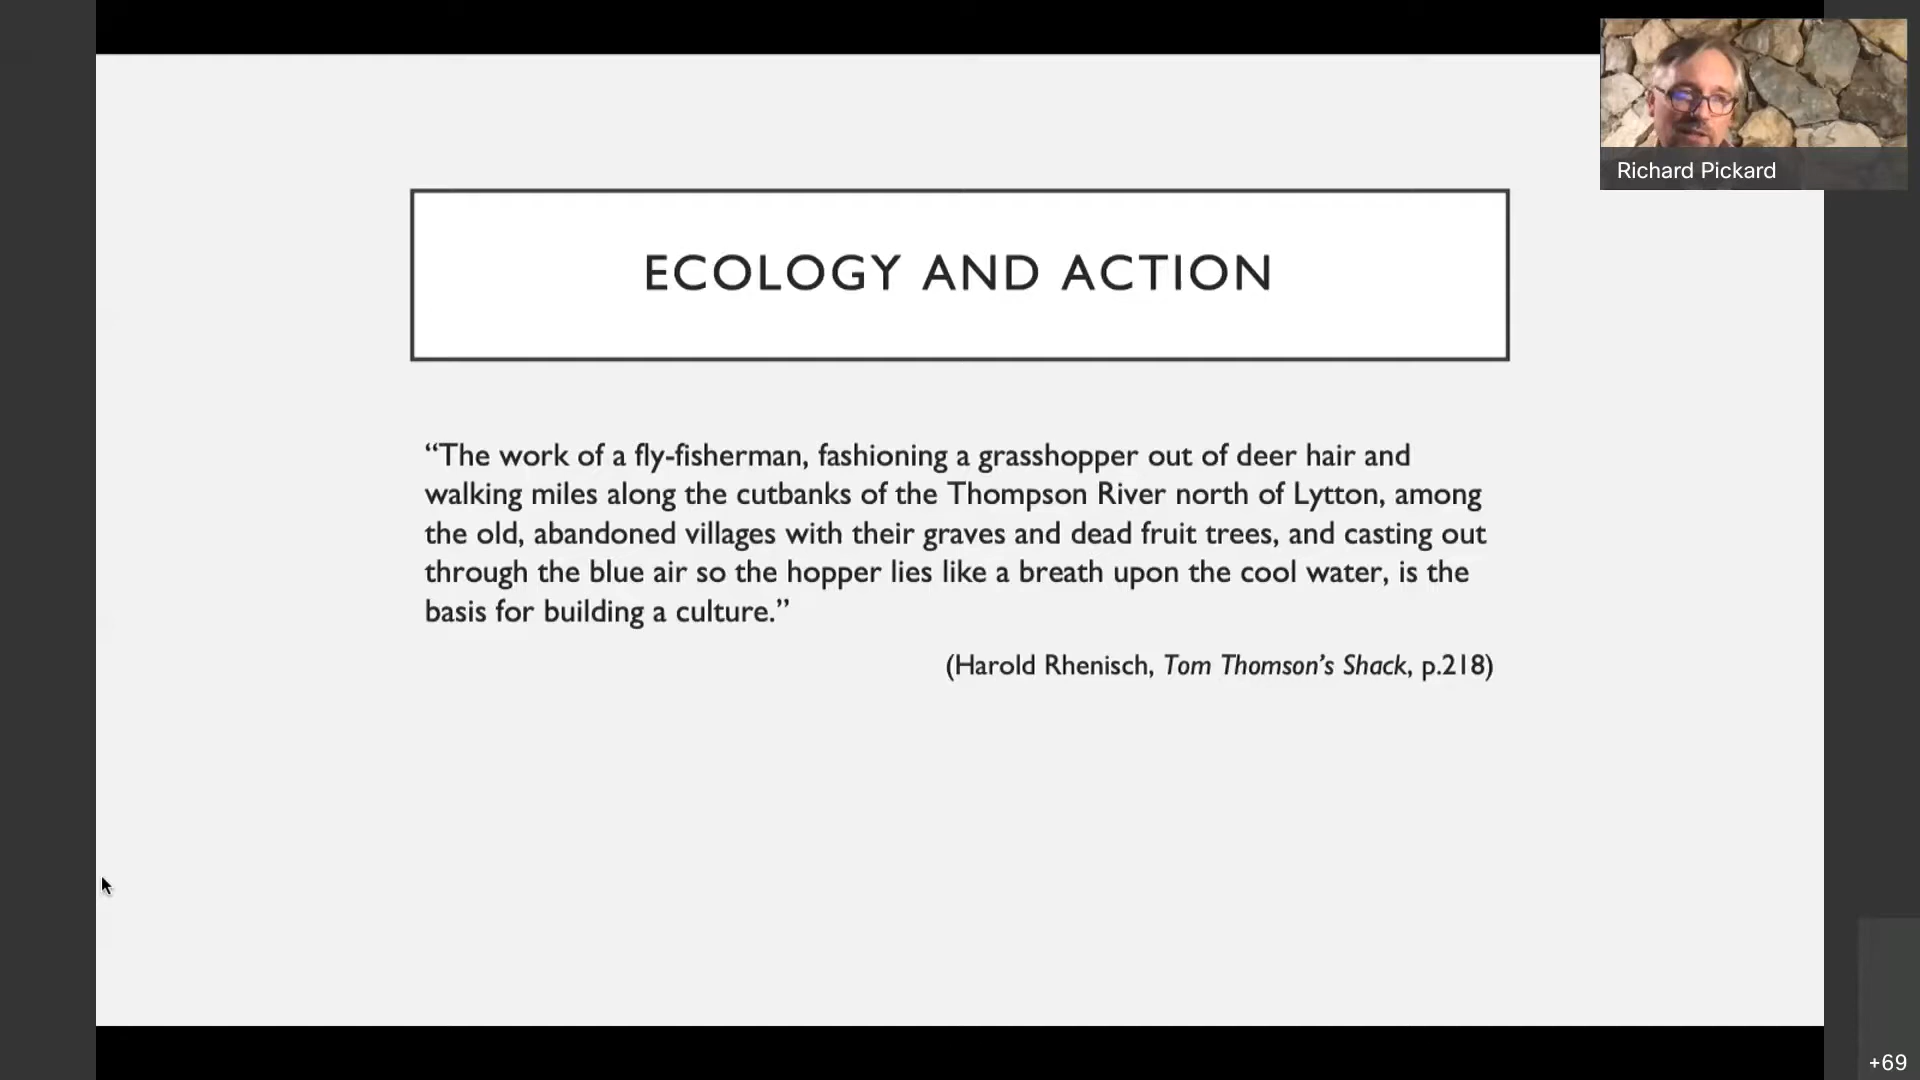 Richard Pickard
ECOLOGY AND ACTION
“The work of a fly-fisherman, fashioning a grasshopper out of deer hair and
walking miles along the cutbanks of the Thompson River north of Lytton, among
the old, abandoned villages with their graves and dead fruit trees, and casting out
through the blue air so the hopper lies like a breath upon the cool water, is the
basis for building a culture.”
(Harold Rhenisch, Tom Thomson’s Shack, p.218)
+69